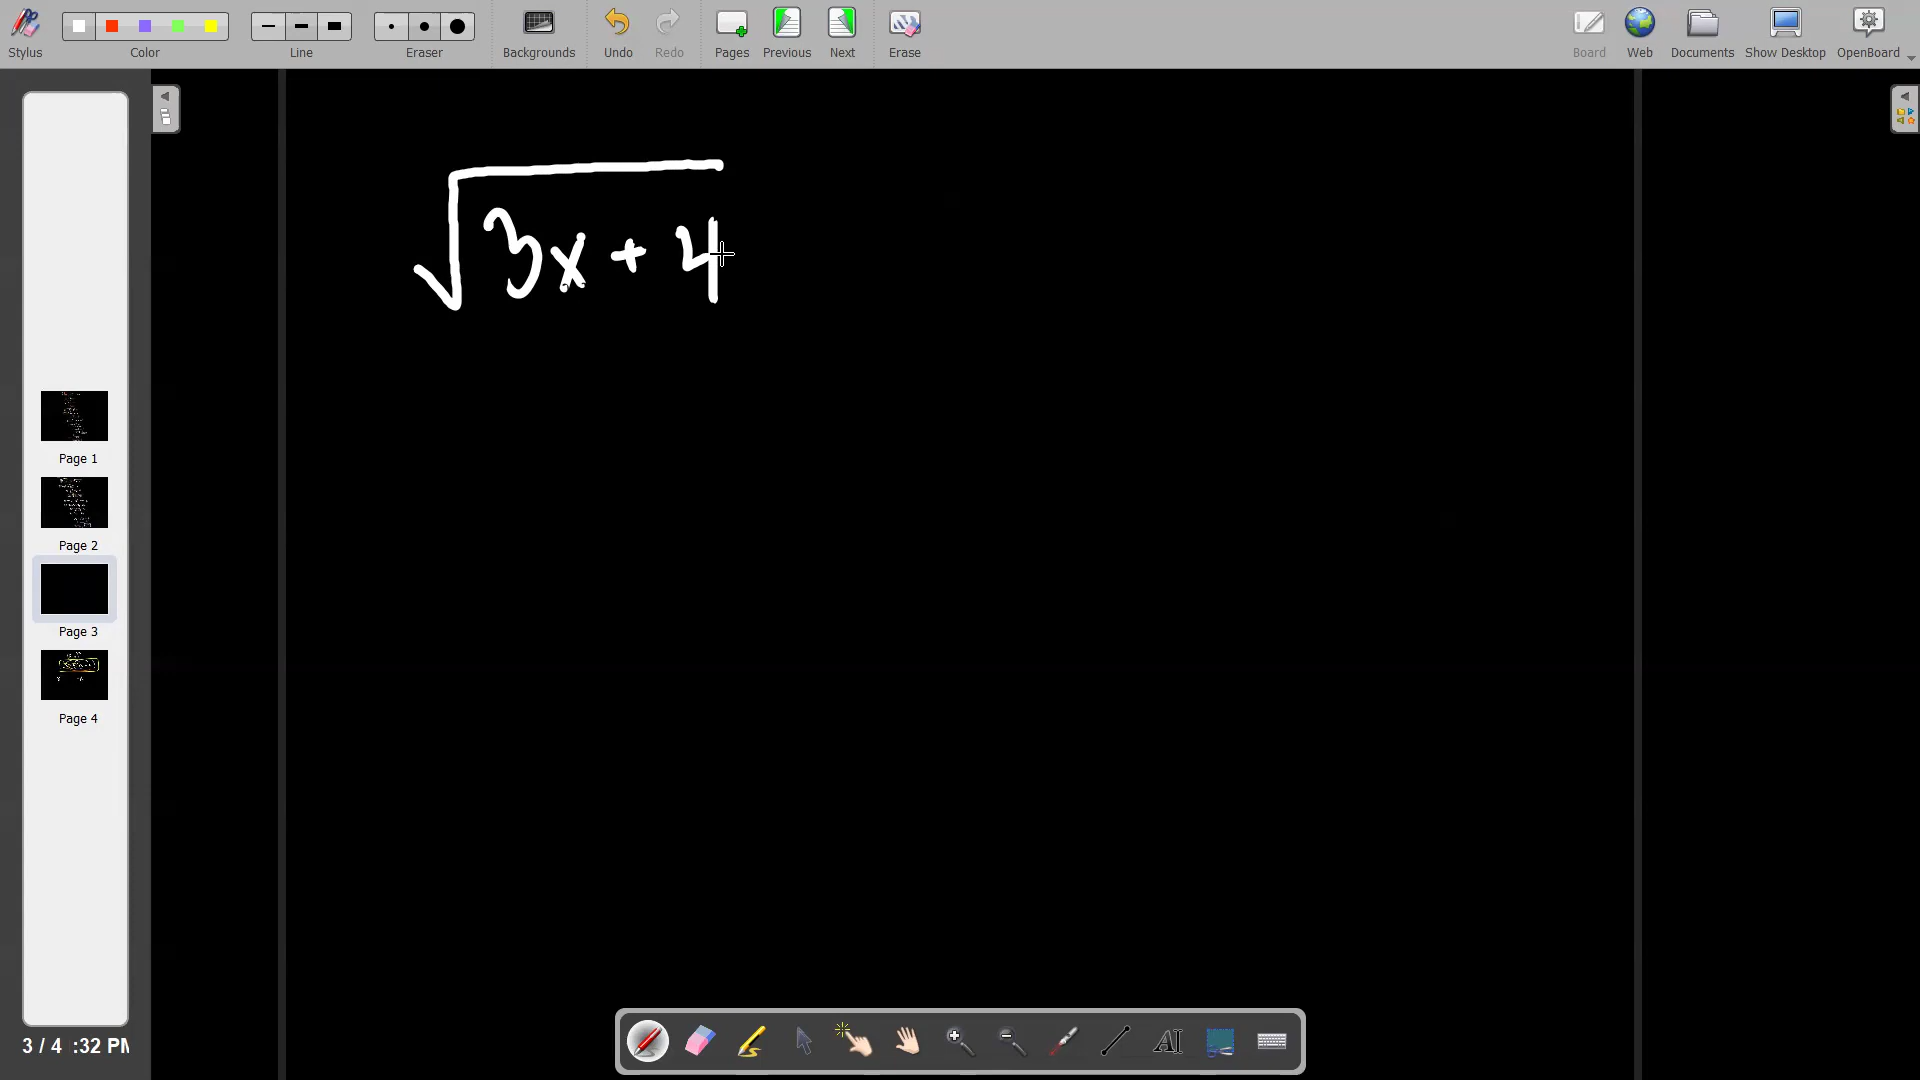 Stylus Color Line Eraser Backgrounds Undo Redo Pages Previous Next Erase Board Web Documents Show Desktop OpenBoard
√3x + 4
Page 1
Page 2
Page 3
Page 4
3 / 4 :32 PM